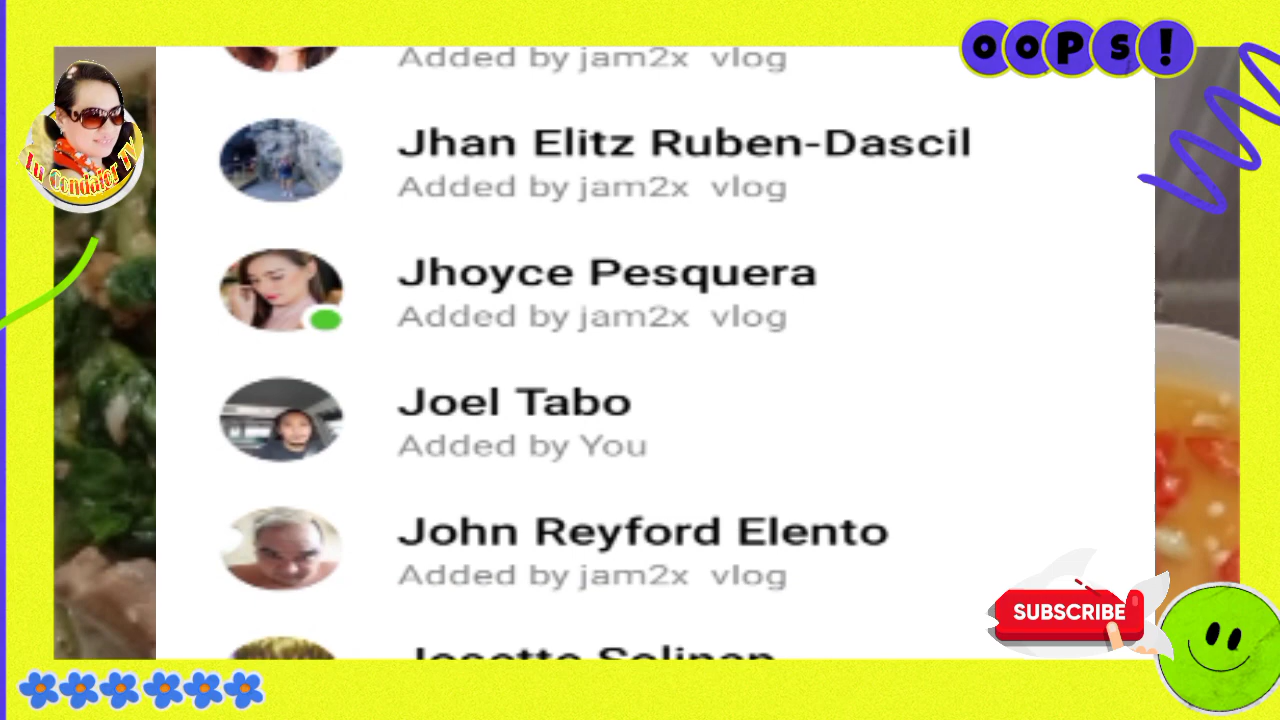 OOPS!
Added by jam2x vlog
Jhan Elitz Ruben-Dascil
Added by jam2x vlog
Jhoyce Pesquera
Added by jam2x vlog
Joel Tabo
Added by You
John Reyford Elento
Added by jam2x vlog
SUBSCRIBE